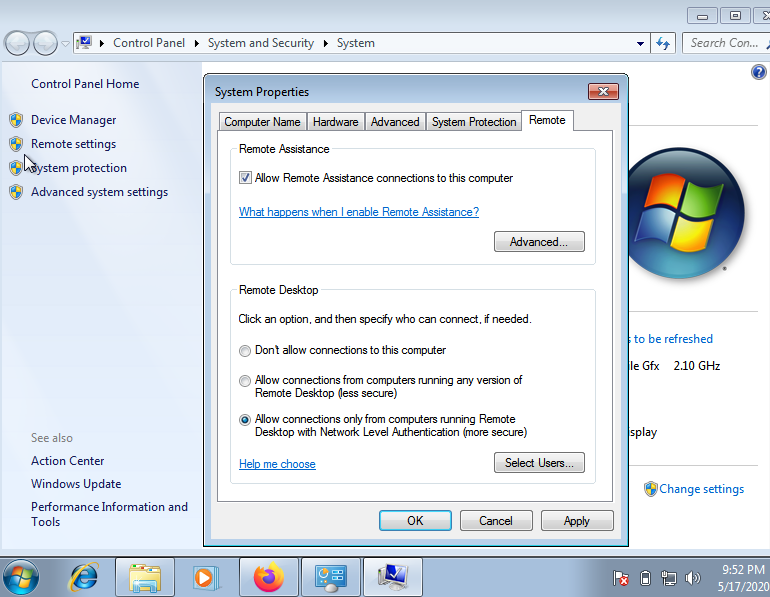 Control Panel
System and Security
System
Search Con...
Control Panel Home
Device Manager
Remote settings
System protection
Advanced system settings
See also
Action Center
Windows Update
Performance Information and
Tools
System Properties
Computer Name
Hardware
Advanced
System Protection
Remote
Remote Assistance
Allow Remote Assistance connections to this computer
What happens when I enable Remote Assistance?
Advanced...
Remote Desktop
Click an option, and then specify who can connect, if needed.
Don't allow connections to this computer
Allow connections from computers running any version of
Remote Desktop (less secure)
Allow connections only from computers running Remote
Desktop with Network Level Authentication (more secure)
Help me choose
Select Users...
OK
Cancel
Apply
to be refreshed
Gfx 2.10 GHz
Change settings
9:52 PM
5/17/2020